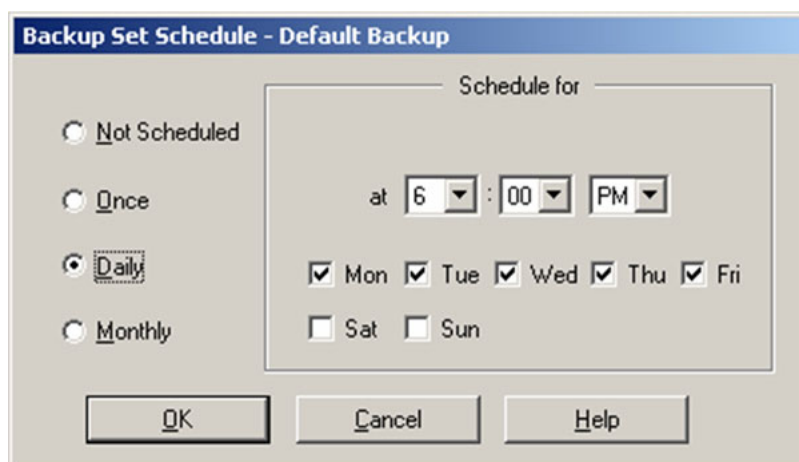 Backup Set Schedule - Default Backup
Schedule for
Not Scheduled
Once
at 6 : 00 PM
Daily
Mon Tue Wed Thu Fri
Monthly
Sat Sun
OK Cancel Help